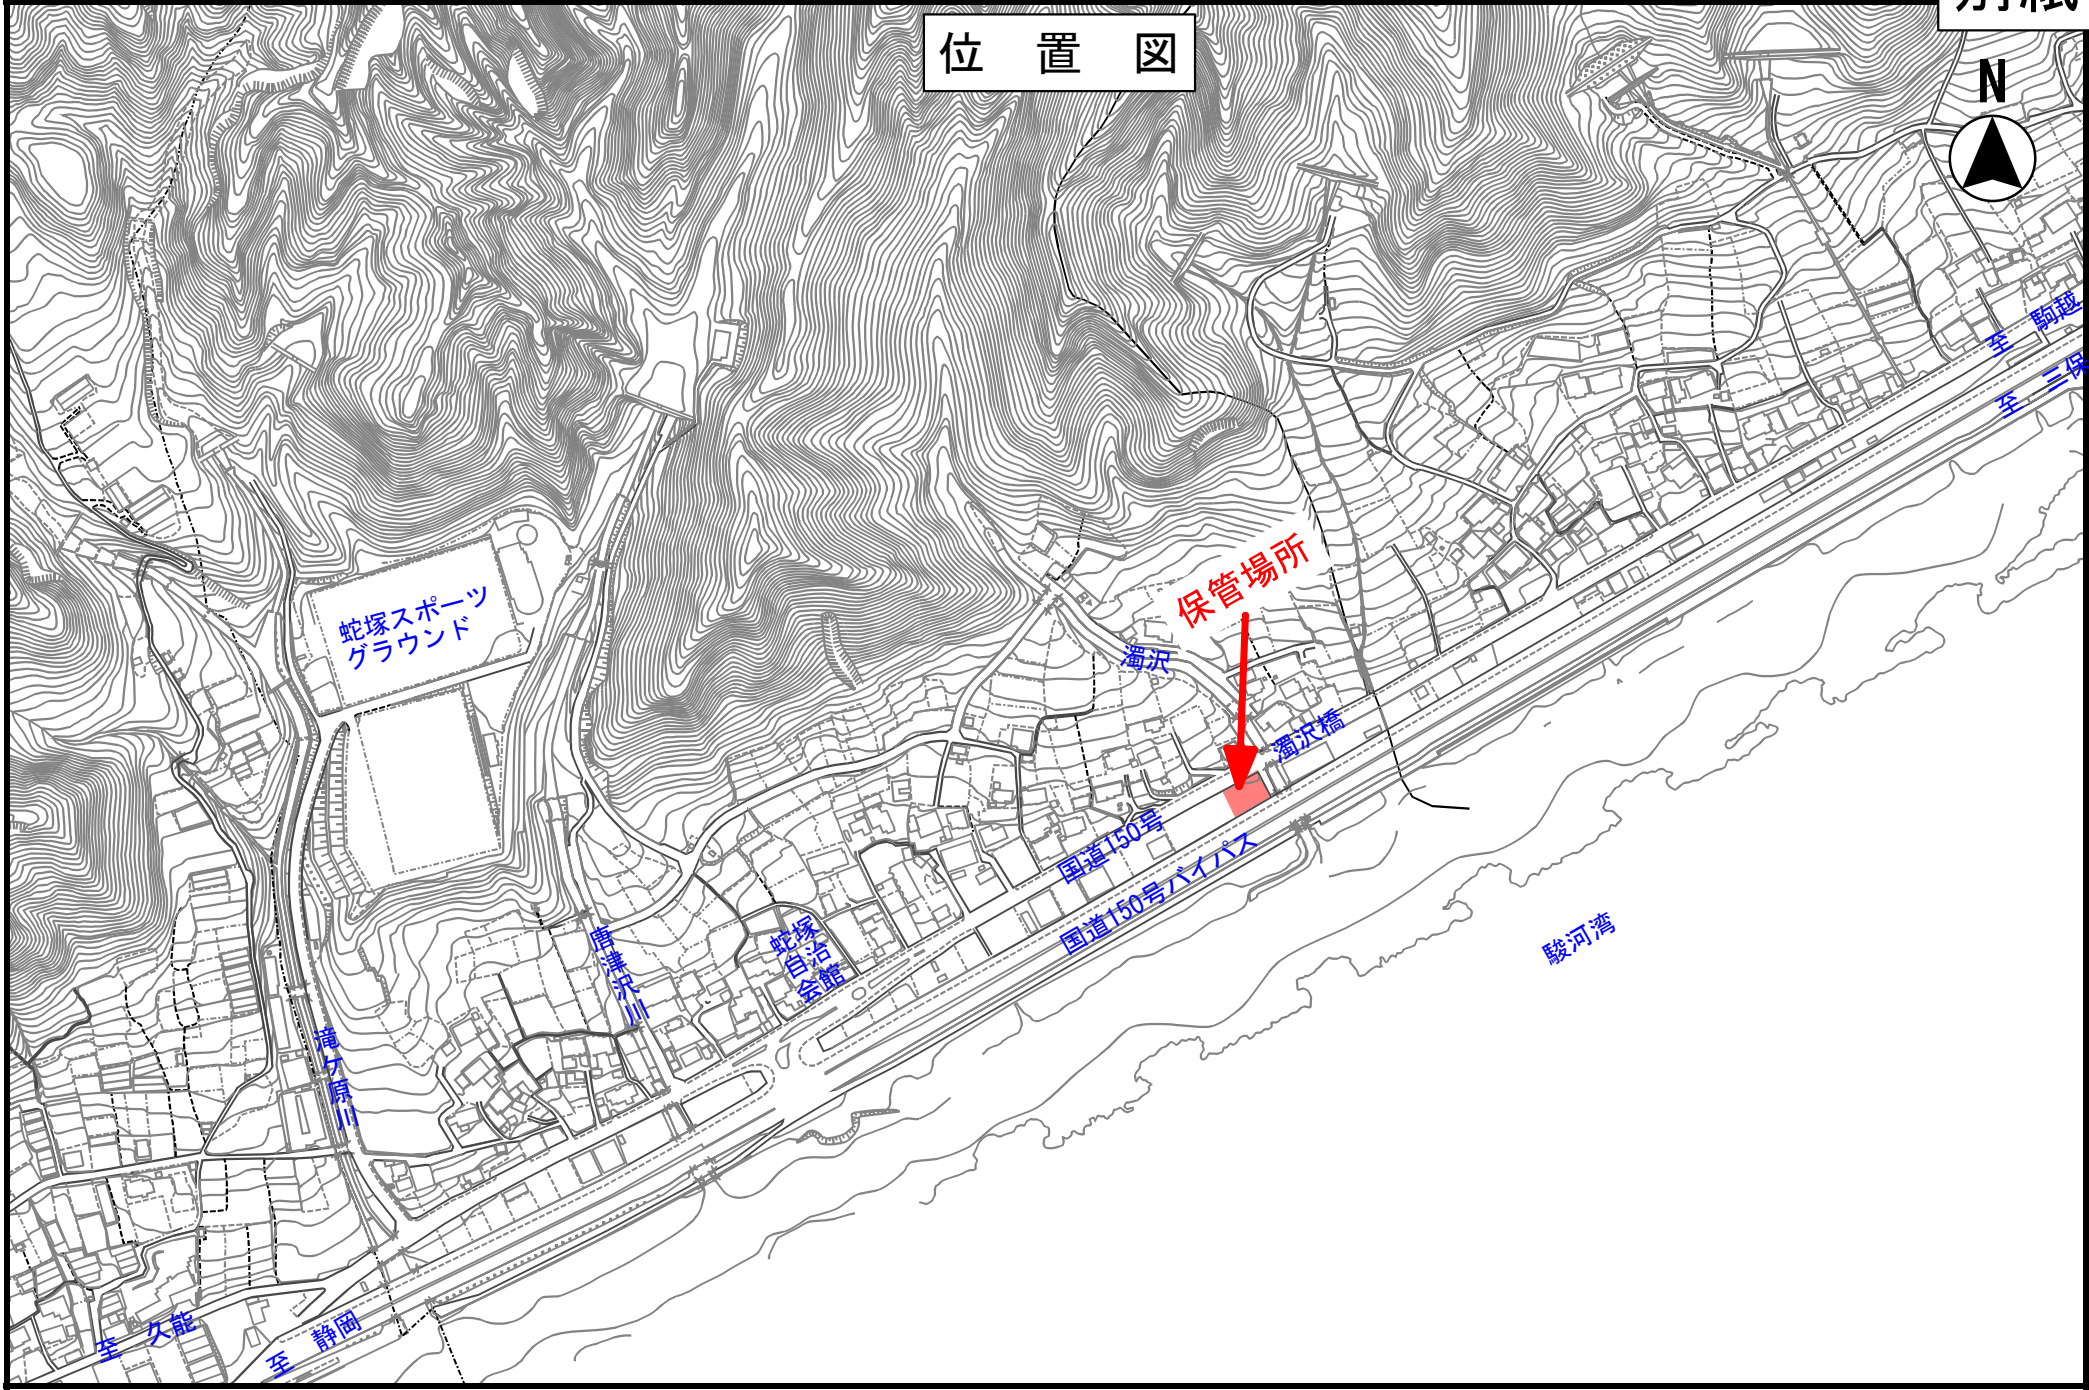 別紙
位 置 図
N
至 駒越
至 三保
保管場所
蛇塚スポーツ
グラウンド
濁沢
濁沢橋
国道150号
国道150号バイパス
駿河湾
蛇塚
自治
会館
唐津沢川
滝ケ原川
至 久能
至 静岡